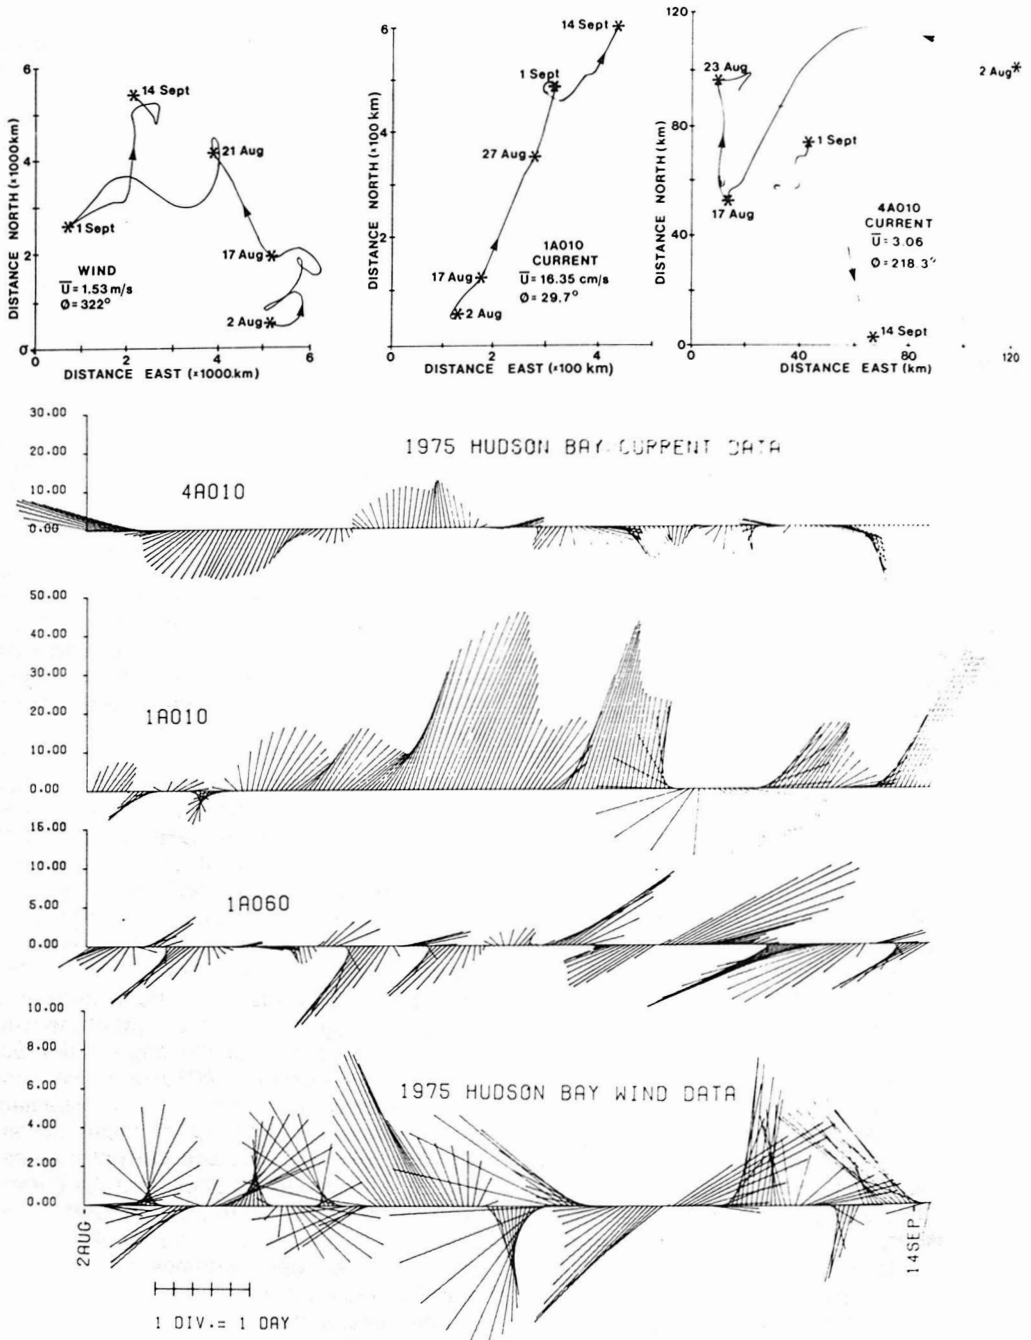 6
4
2
0
0
2
4
6
DISTANCE NORTH (×1000km)
DISTANCE EAST (×1000.km)
14 Sept
21 Aug
1 Sept
17 Aug
2 Aug
WIND
U̅ = 1.53 m/s
Ø = 322°
6
4
2
0
0
2
4
DISTANCE NORTH (×100 km)
DISTANCE EAST (×100 km)
14 Sept
1 Sept
27 Aug
17 Aug
2 Aug
1A010
CURRENT
U̅ = 16.35 cm/s
Ø = 29.7°
120
80
40
0
0
40
80
120
DISTANCE NORTH (km)
DISTANCE EAST (km)
2 Aug
23 Aug
1 Sept
17 Aug
14 Sept
4A010
CURRENT
U̅ = 3.06
Ø = 218.3°
1975 HUDSON BAY CURRENT DATA
30.00
20.00
10.00
0.00
4A010
50.00
40.00
30.00
20.00
10.00
0.00
1A010
15.00
10.00
5.00
0.00
1A060
1975 HUDSON BAY WIND DATA
10.00
8.00
6.00
4.00
2.00
0.00
2AUG
14SEP
1 DIV.= 1 DAY